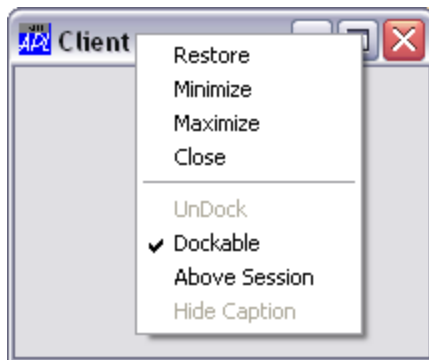 Client
Restore
Minimize
Maximize
Close
UnDock
Dockable
Above Session
Hide Caption